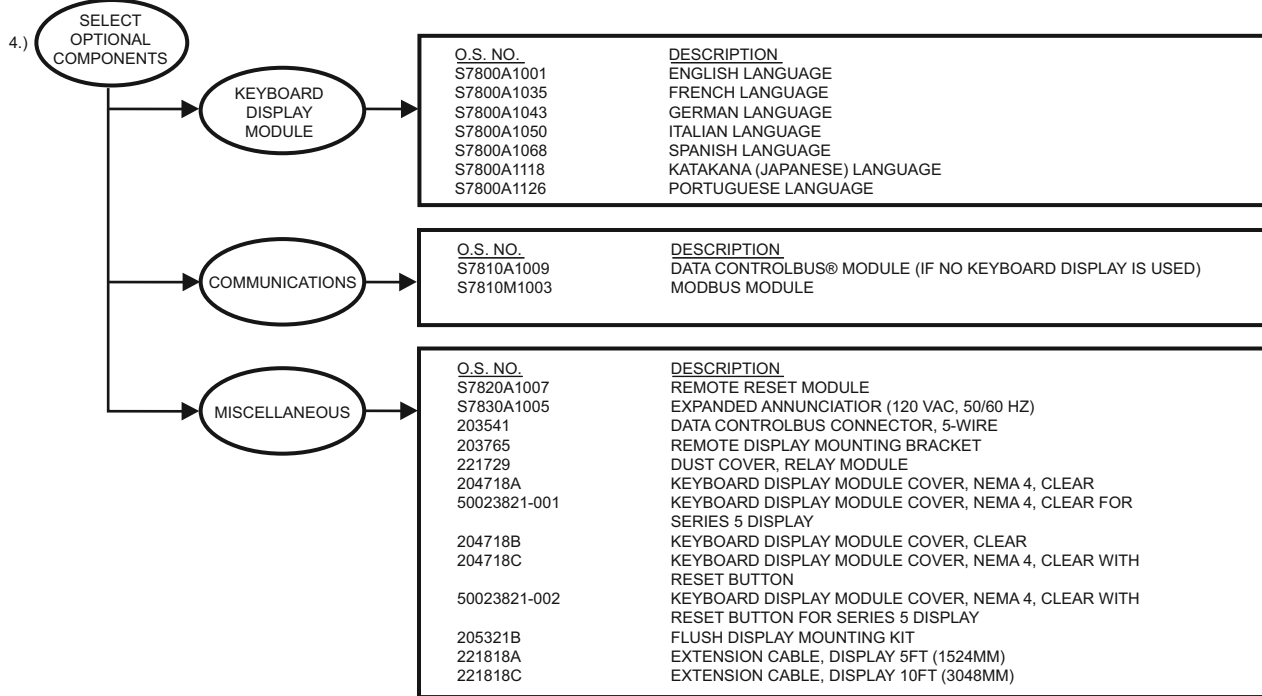 4.)
SELECT
OPTIONAL
COMPONENTS
KEYBOARD
DISPLAY
MODULE
O.S. NO. DESCRIPTION
S7800A1001 ENGLISH LANGUAGE
S7800A1035 FRENCH LANGUAGE
S7800A1043 GERMAN LANGUAGE
S7800A1050 ITALIAN LANGUAGE
S7800A1068 SPANISH LANGUAGE
S7800A1118 KATAKANA (JAPANESE) LANGUAGE
S7800A1126 PORTUGUESE LANGUAGE
COMMUNICATIONS
O.S. NO. DESCRIPTION
S7810A1009 DATA CONTROLBUS® MODULE (IF NO KEYBOARD DISPLAY IS USED)
S7810M1003 MODBUS MODULE
MISCELLANEOUS
O.S. NO. DESCRIPTION
S7820A1007 REMOTE RESET MODULE
S7830A1005 EXPANDED ANNUNCIATIOR (120 VAC, 50/60 HZ)
203541 DATA CONTROLBUS CONNECTOR, 5-WIRE
203765 REMOTE DISPLAY MOUNTING BRACKET
221729 DUST COVER, RELAY MODULE
204718A KEYBOARD DISPLAY MODULE COVER, NEMA 4, CLEAR
50023821-001 KEYBOARD DISPLAY MODULE COVER, NEMA 4, CLEAR FOR
SERIES 5 DISPLAY
204718B KEYBOARD DISPLAY MODULE COVER, CLEAR
204718C KEYBOARD DISPLAY MODULE COVER, NEMA 4, CLEAR WITH
RESET BUTTON
50023821-002 KEYBOARD DISPLAY MODULE COVER, NEMA 4, CLEAR WITH
RESET BUTTON FOR SERIES 5 DISPLAY
205321B FLUSH DISPLAY MOUNTING KIT
221818A EXTENSION CABLE, DISPLAY 5FT (1524MM)
221818C EXTENSION CABLE, DISPLAY 10FT (3048MM)